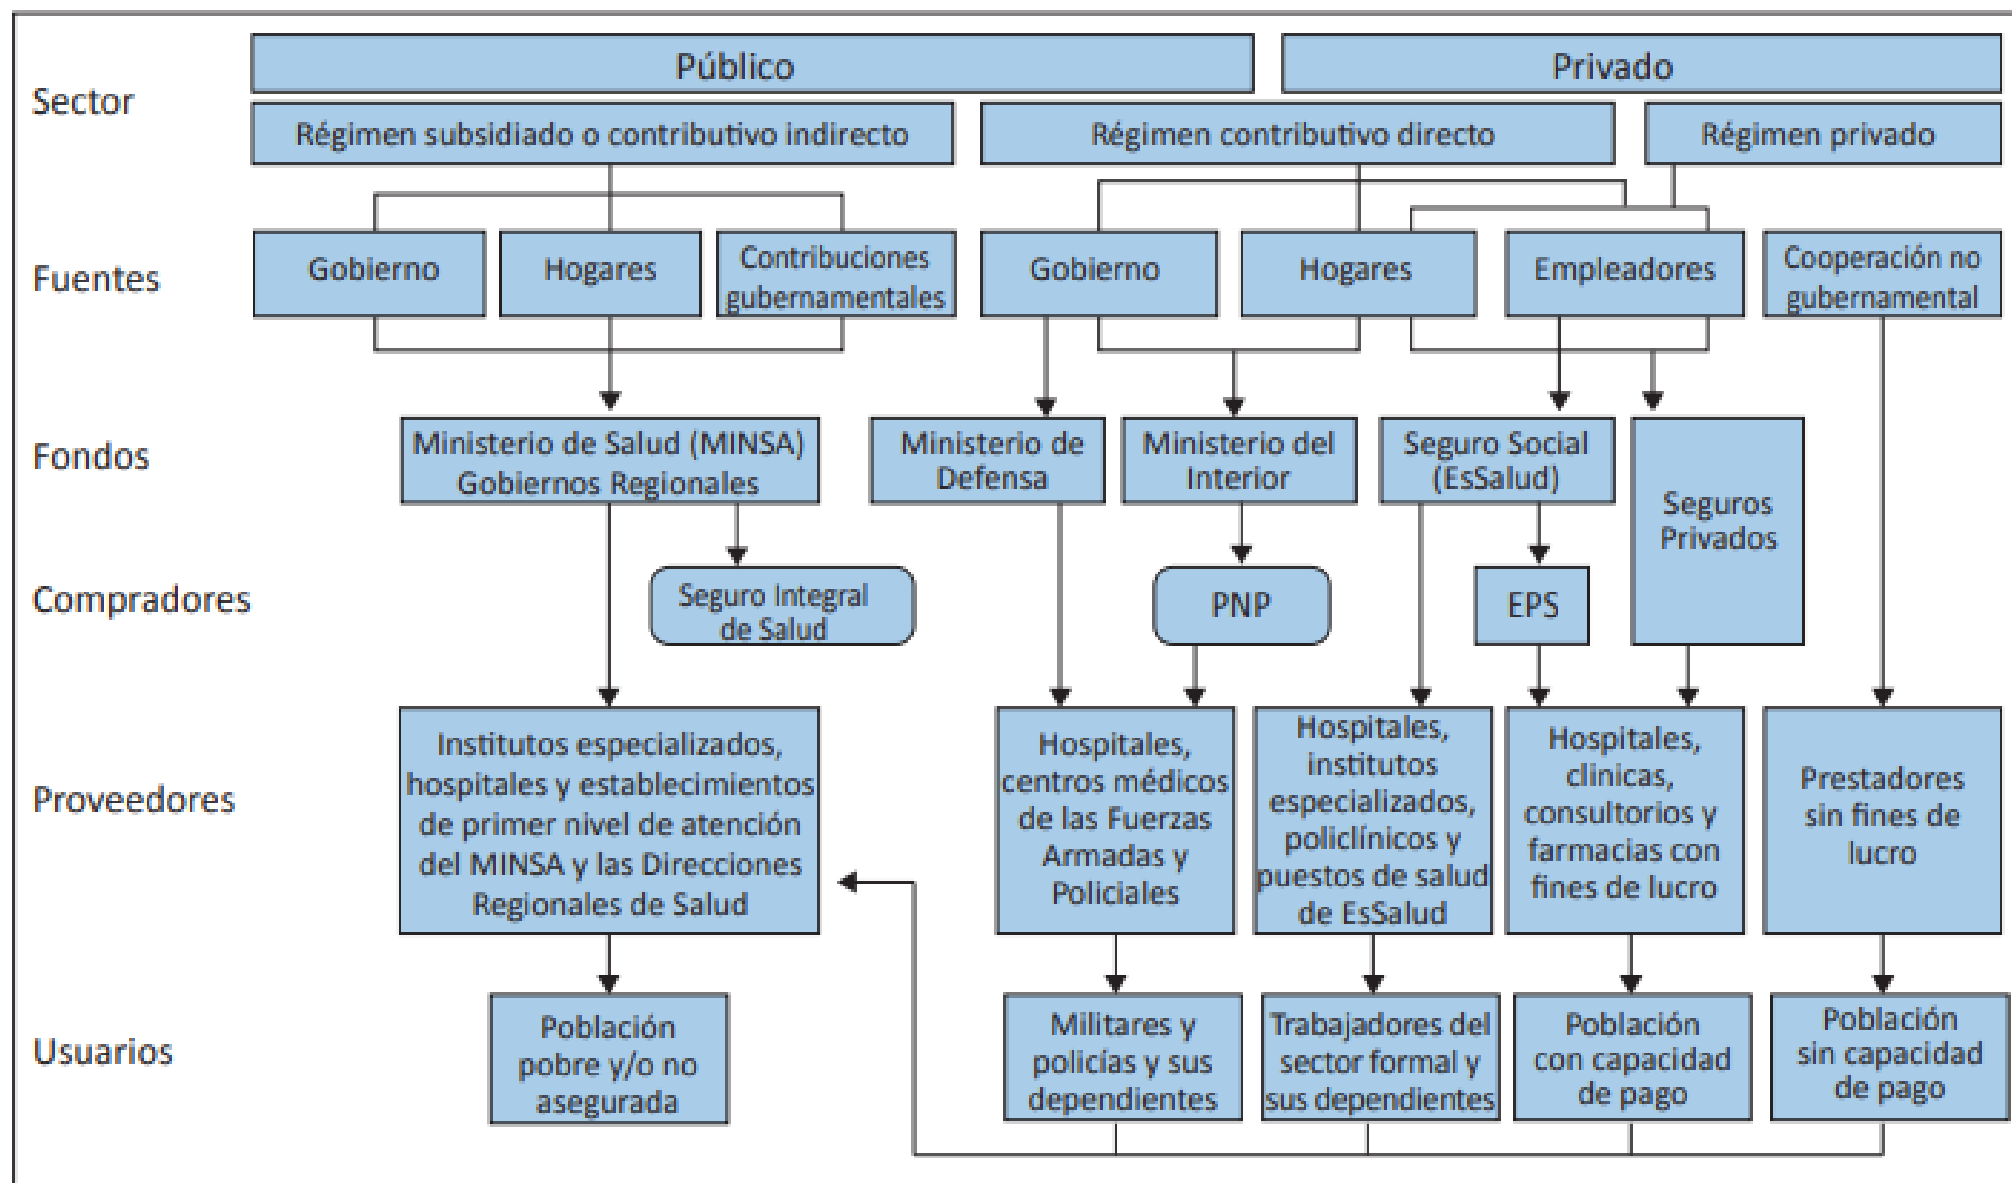 Sector
Público
Privado
Régimen subsidiado o contributivo indirecto
Régimen contributivo directo
Régimen privado
Fuentes
Gobierno
Hogares
Contribuciones
gubernamentales
Gobierno
Hogares
Empleadores
Cooperación no
gubernamental
Fondos
Ministerio de Salud (MINSA)
Gobiernos Regionales
Ministerio de
Defensa
Ministerio del
Interior
Seguro Social
(EsSalud)
Seguros
Privados
Compradores
Seguro Integral
de Salud
PNP
EPS
Proveedores
Institutos especializados,
hospitales y establecimientos
de primer nivel de atención
del MINSA y las Direcciones
Regionales de Salud
Hospitales,
centros médicos
de las Fuerzas
Armadas y
Policiales
Hospitales,
institutos
especializados,
policlínicos y
puestos de salud
de EsSalud
Hospitales,
clinicas,
consultorios y
farmacias con
fines de lucro
Prestadores
sin fines de
lucro
Usuarios
Población
pobre y/o no
asegurada
Militares y
policías y sus
dependientes
Trabajadores del
sector formal y
sus dependientes
Población
con capacidad
de pago
Población
sin capacidad
de pago